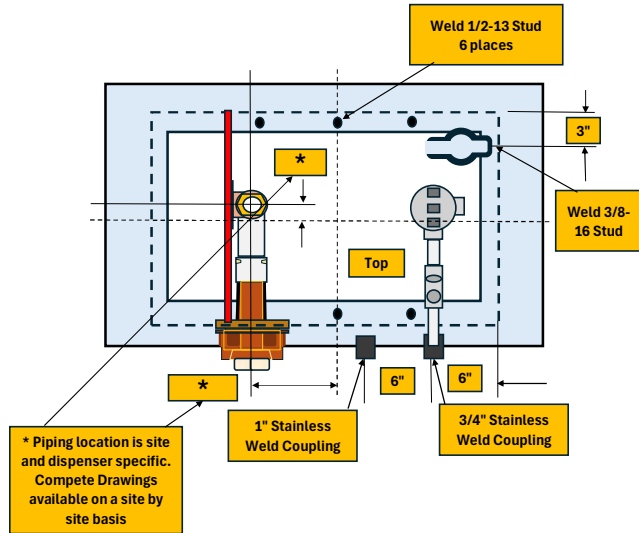 Weld 1/2-13 Stud
6 places
3"
*
Weld 3/8-
16 Stud
Top
6"
6"
*
1" Stainless
Weld Coupling
3/4" Stainless
Weld Coupling
* Piping location is site
and dispenser specific.
Compete Drawings
available on a site by
site basis